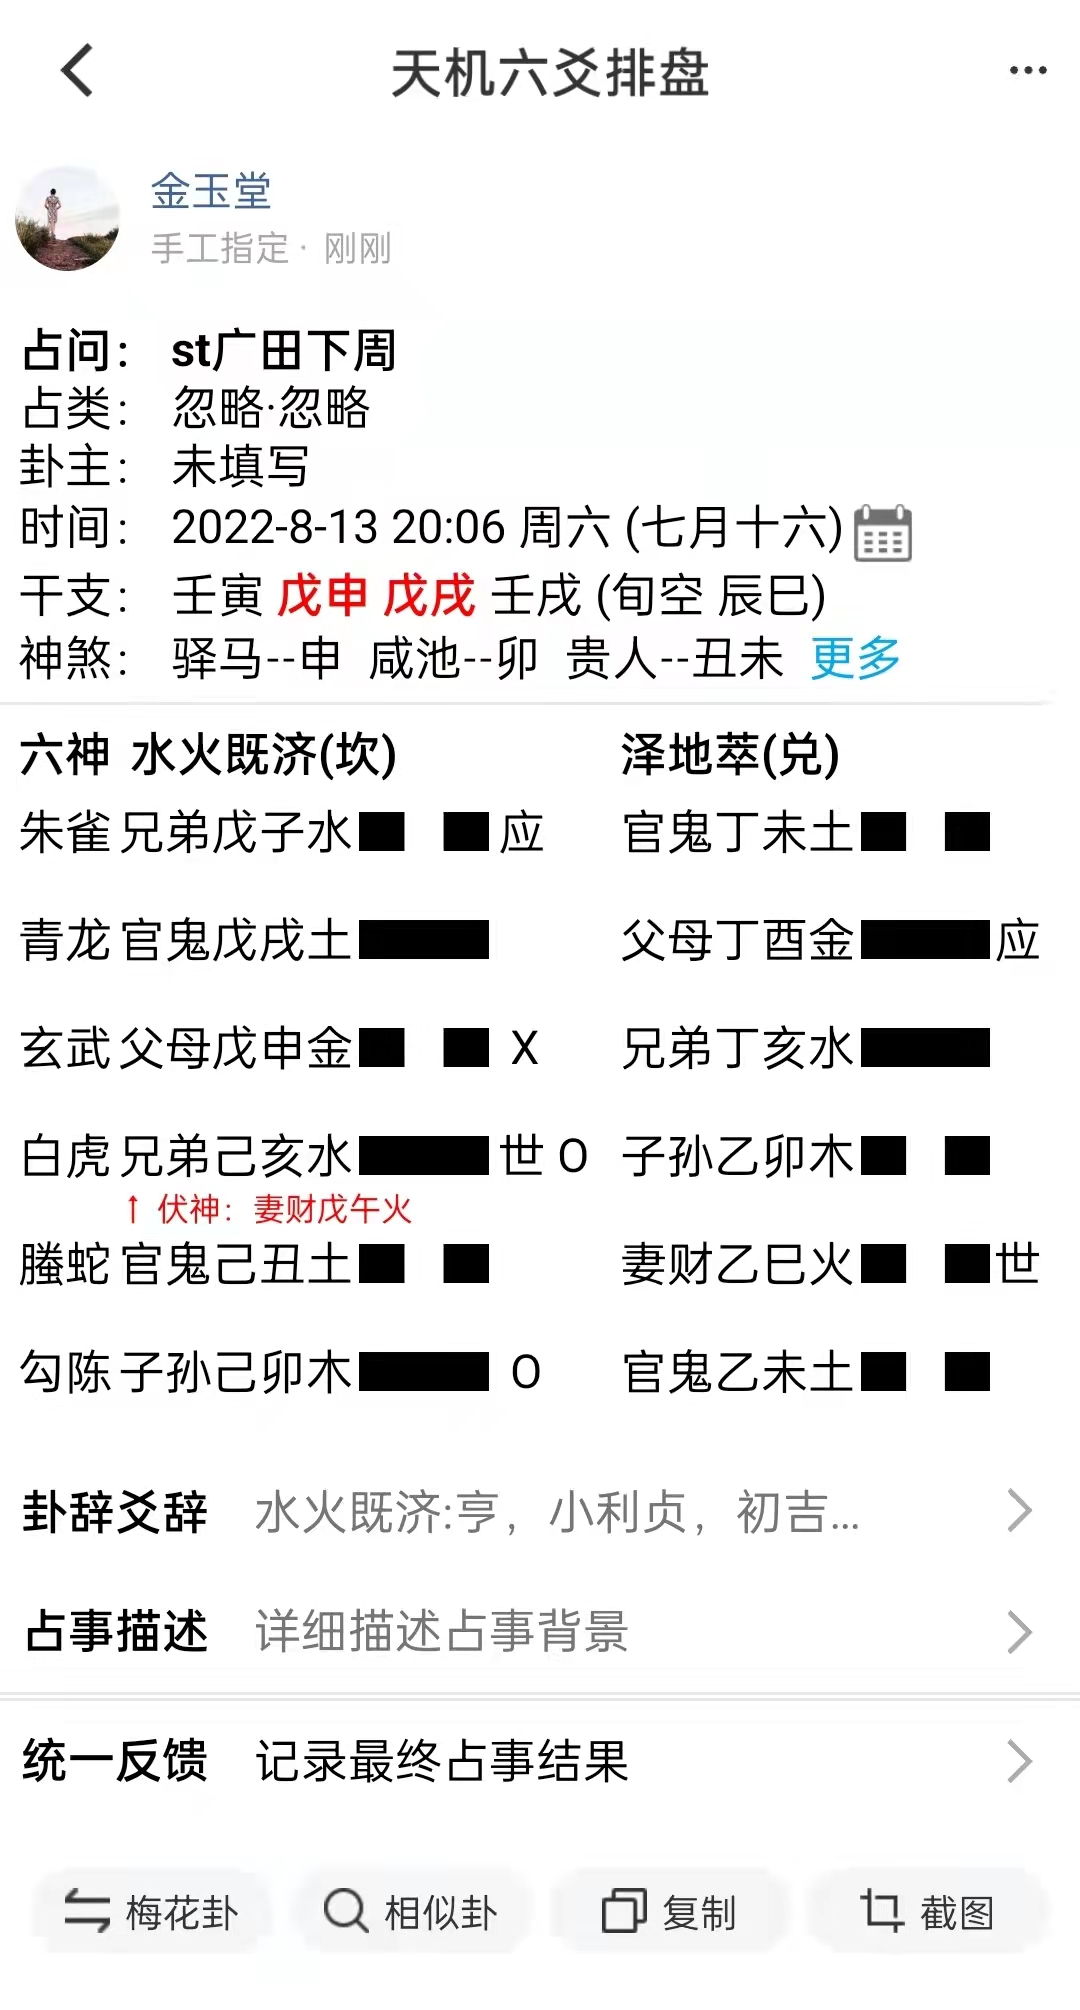 天机六爻排盘
金玉堂
手工指定· 刚刚
占问： st广田下周
占类： 忽略·忽略
卦主： 未填写
时间： 2022-8-13 20:06 周六 (七月十六)
干支： 壬寅 戊申 戊戌 壬戌 (旬空 辰巳)
神煞： 驿马--申 咸池--卯 贵人--丑未 更多
六神 水火既济(坎) 泽地萃(兑)
朱雀 兄弟戊子水 应 官鬼丁未土
青龙 官鬼戊戌土 父母丁酉金 应
玄武 父母戊申金 X 兄弟丁亥水
白虎 兄弟己亥水 世 O 子孙乙卯木
↑ 伏神：妻财戊午火
螣蛇 官鬼己丑土 妻财乙巳火 世
勾陈 子孙己卯木 O 官鬼乙未土
卦辞爻辞 水火既济:亨，小利贞，初吉...
占事描述 详细描述占事背景
统一反馈 记录最终占事结果
梅花卦 相似卦 复制 截图